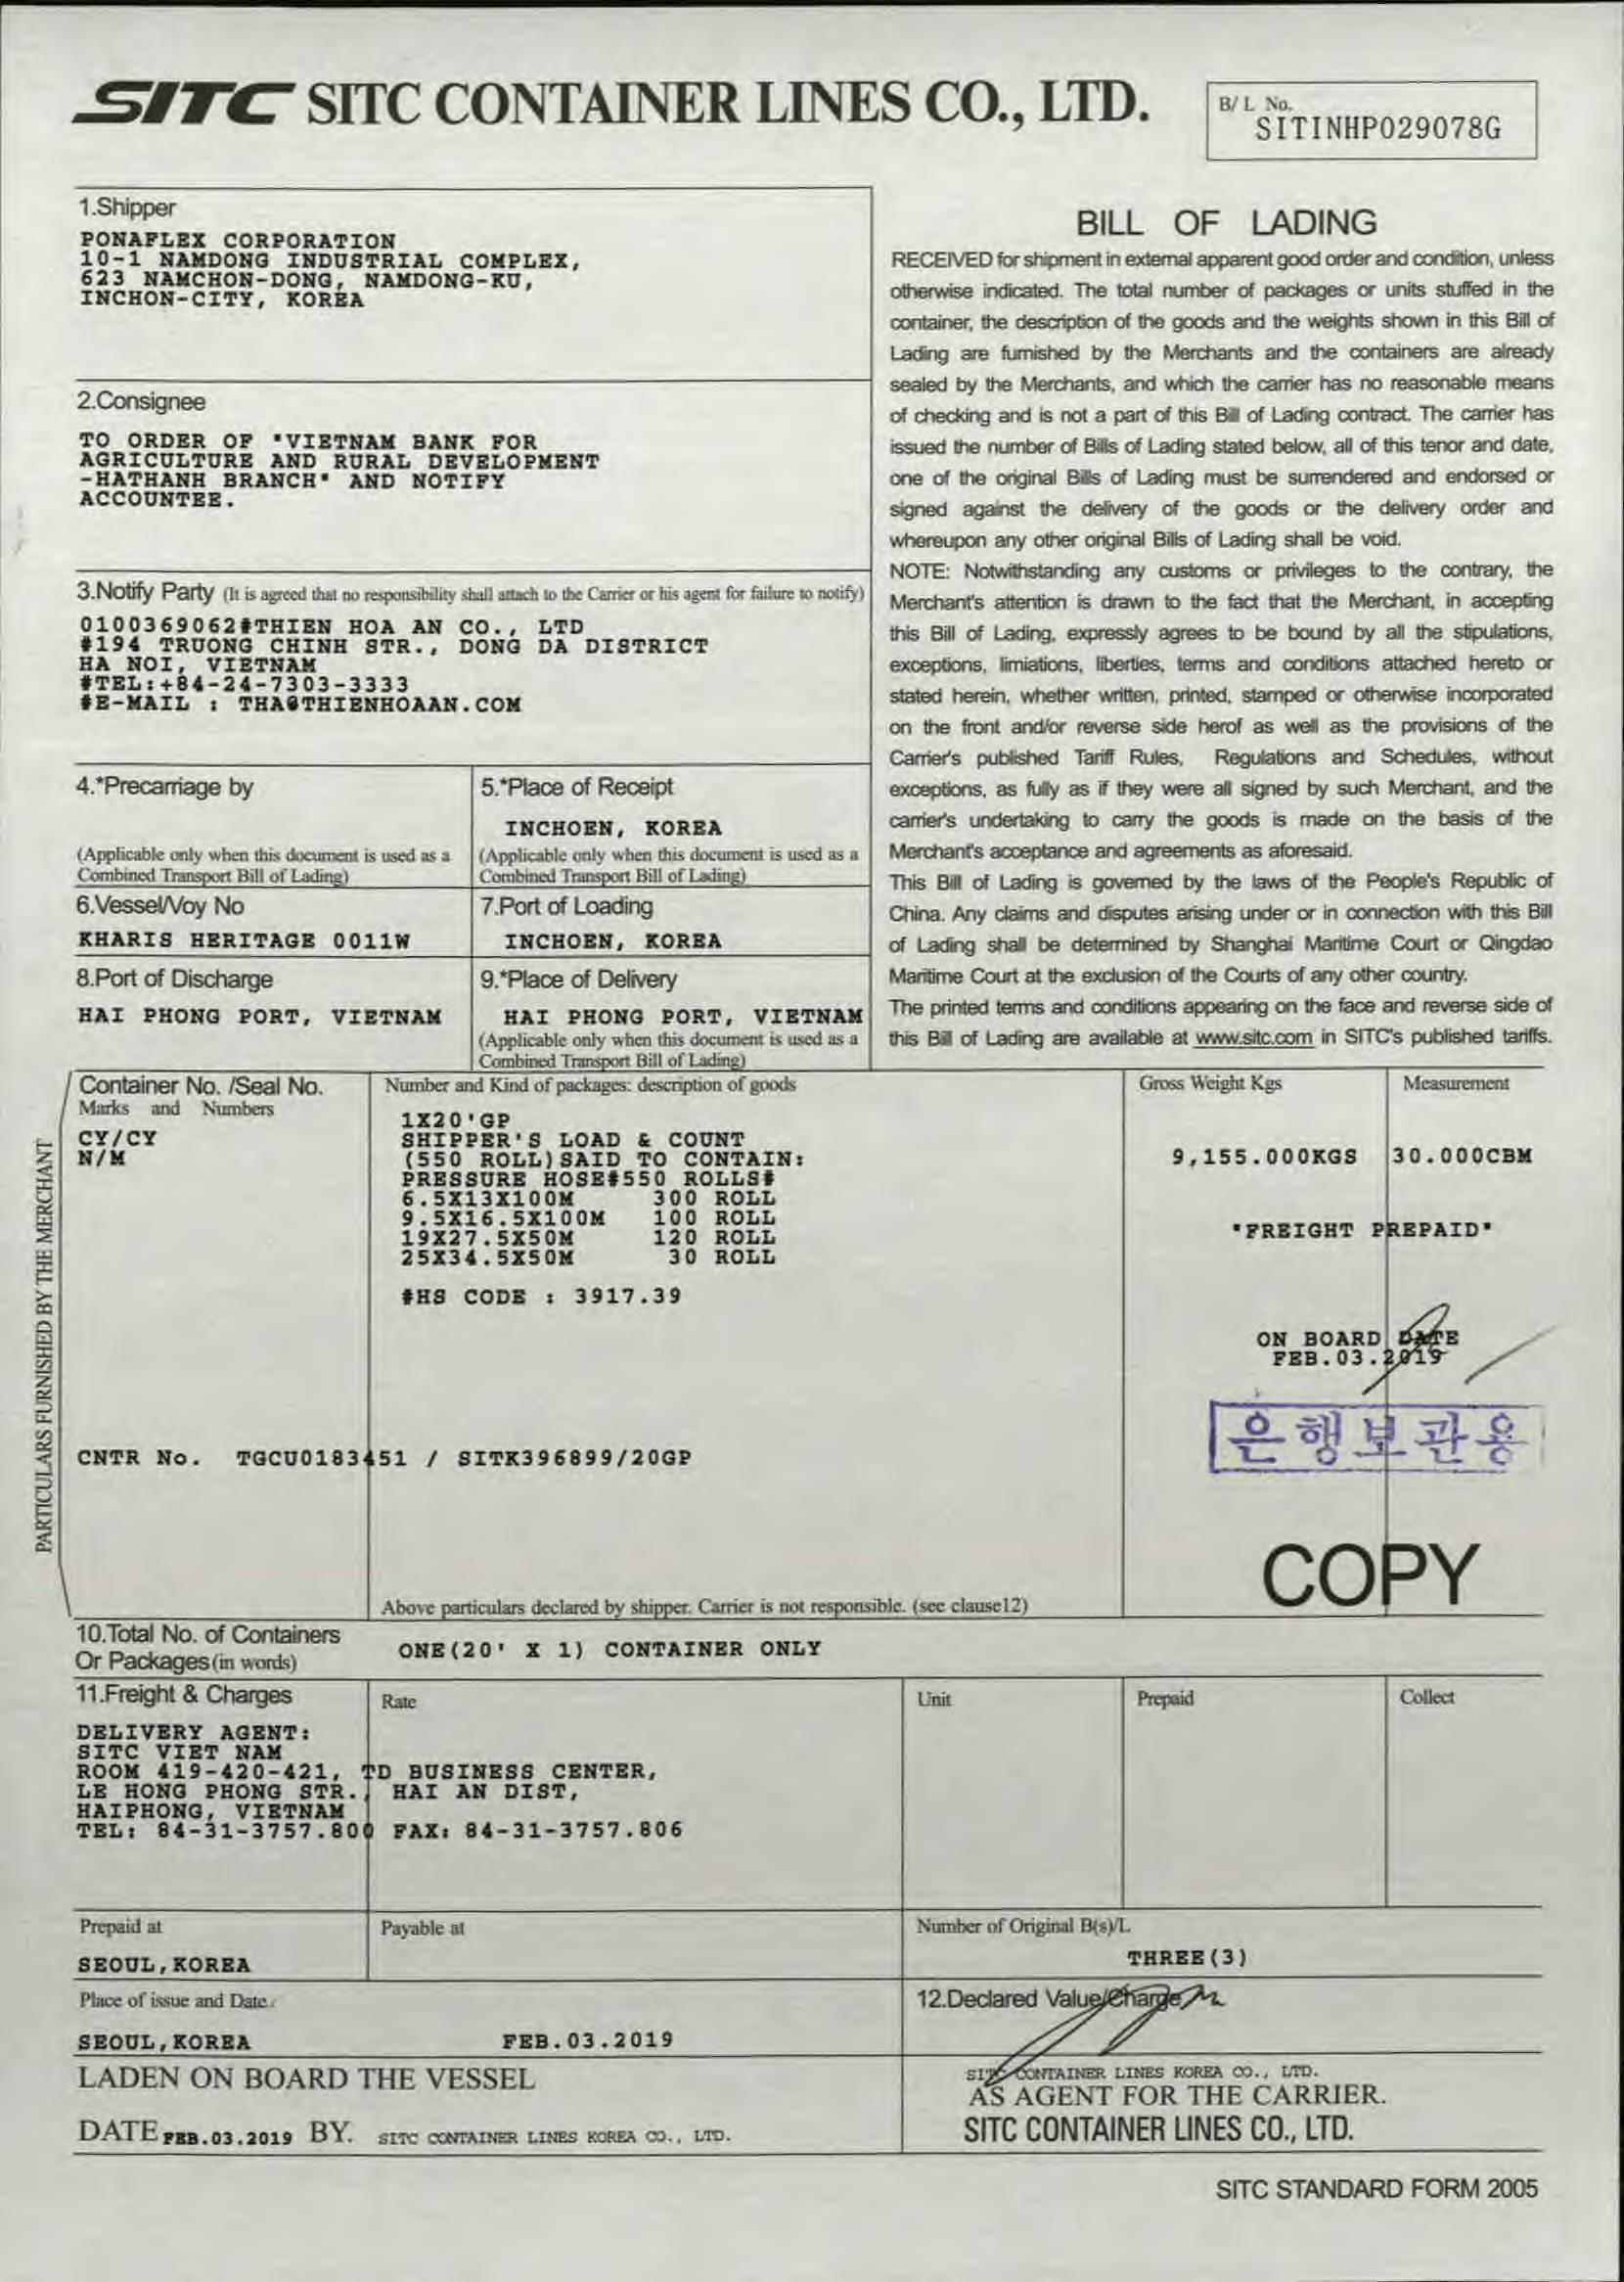 SITC SITC CONTAINER LINES CO., LTD.
B/L No.
SITINHP029078G
1.Shipper
PONAFLEX CORPORATION
10-1 NAMDONG INDUSTRIAL COMPLEX,
623 NAMCHON-DONG, NAMDONG-KU,
INCHON-CITY, KOREA
2.Consignee
TO ORDER OF "VIETNAM BANK FOR
AGRICULTURE AND RURAL DEVELOPMENT
-HATHANH BRANCH" AND NOTIFY
ACCOUNTEE.
3.Notify Party (It is agreed that no responsibility shall attach to the Carrier or his agent for failure to notify)
0100369062#THIEN HOA AN CO., LTD
#194 TRUONG CHINH STR., DONG DA DISTRICT
HA NOI, VIETNAM
#TEL:+84-24-7303-3333
#E-MAIL : THA@THIENHOAAN.COM
4.*Precarriage by
(Applicable only when this document is used as a
Combined Transport Bill of Lading)
5.*Place of Receipt
INCHOEN, KOREA
(Applicable only when this document is used as a
Combined Transport Bill of Lading)
6.Vessel/Voy No
KHARIS HERITAGE 0011W
7.Port of Loading
INCHOEN, KOREA
8.Port of Discharge
HAI PHONG PORT, VIETNAM
9.*Place of Delivery
HAI PHONG PORT, VIETNAM
(Applicable only when this document is used as a
Combined Transport Bill of Lading)
BILL OF LADING
RECEIVED for shipment in external apparent good order and condition, unless
otherwise indicated. The total number of packages or units stuffed in the
container, the description of the goods and the weights shown in this Bill of
Lading are furnished by the Merchants and the containers are already
sealed by the Merchants, and which the carrier has no reasonable means
of checking and is not a part of this Bill of Lading contract. The carrier has
issued the number of Bills of Lading stated below, all of this tenor and date,
one of the original Bills of Lading must be surrendered and endorsed or
signed against the delivery of the goods or the delivery order and
whereupon any other original Bills of Lading shall be void.
NOTE: Notwithstanding any customs or privileges to the contrary, the
Merchant's attention is drawn to the fact that the Merchant, in accepting
this Bill of Lading, expressly agrees to be bound by all the stipulations,
exceptions, limiations, liberties, terms and conditions attached hereto or
stated herein, whether written, printed, stamped or otherwise incorporated
on the front and/or reverse side herof as well as the provisions of the
Carrier's published Tariff Rules, Regulations and Schedules, without
exceptions, as fully as if they were all signed by such Merchant, and the
carrier's undertaking to carry the goods is made on the basis of the
Merchant's acceptance and agreements as aforesaid.
This Bill of Lading is governed by the laws of the People's Republic of
China. Any claims and disputes arising under or in connection with this Bill
of Lading shall be determined by Shanghai Maritime Court or Qingdao
Maritime Court at the exclusion of the Courts of any other country.
The printed terms and conditions appearing on the face and reverse side of
this Bill of Lading are available at www.sitc.com in SITC's published tariffs.
PARTICULARS FURNISHED BY THE MERCHANT
Container No. /Seal No.
Marks and Numbers
CY/CY
N/M
Number and Kind of packages: description of goods
1X20'GP
SHIPPER'S LOAD & COUNT
(550 ROLL)SAID TO CONTAIN:
PRESSURE HOSE#550 ROLLS#
6.5X13X100M 300 ROLL
9.5X16.5X100M 100 ROLL
19X27.5X50M 120 ROLL
25X34.5X50M 30 ROLL
#HS CODE : 3917.39
Gross Weight Kgs
9,155.000KGS
Measurement
30.000CBM
"FREIGHT PREPAID"
ON BOARD DATE
FEB.03.2019
은행보관용
CNTR No. TGCU0183451 / SITK396899/20GP
COPY
Above particulars declared by shipper. Carrier is not responsible. (see clause12)
10.Total No. of Containers
Or Packages(in words)
ONE(20' X 1) CONTAINER ONLY
11.Freight & Charges
Rate
Unit
Prepaid
Collect
DELIVERY AGENT:
SITC VIET NAM
ROOM 419-420-421, TD BUSINESS CENTER,
LE HONG PHONG STR., HAI AN DIST,
HAIPHONG, VIETNAM
TEL: 84-31-3757.800 FAX: 84-31-3757.806
Prepaid at
SEOUL,KOREA
Payable at
Number of Original B(s)/L
THREE(3)
Place of issue and Date
SEOUL,KOREA FEB.03.2019
12.Declared Value/Charge
LADEN ON BOARD THE VESSEL
DATE FEB.03.2019 BY. SITC CONTAINER LINES KOREA CO., LTD.
SITC CONTAINER LINES KOREA CO., LTD.
AS AGENT FOR THE CARRIER.
SITC CONTAINER LINES CO., LTD.
SITC STANDARD FORM 2005